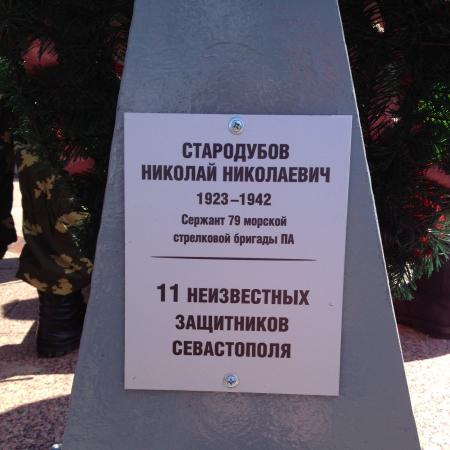 СТАРОДУБОВ
НИКОЛАЙ НИКОЛАЕВИЧ
1923-1942
Сержант 79 морской
стрелковой бригады ПА
11 НЕИЗВЕСТНЫХ
ЗАЩИТНИКОВ
СЕВАСТОПОЛЯ